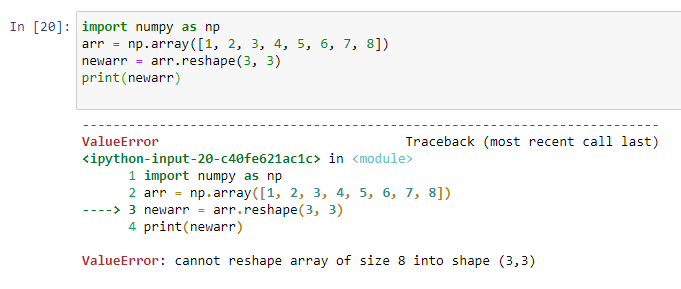 In [20]: import numpy as np
arr = np.array([1, 2, 3, 4, 5, 6, 7, 8])
newarr = arr.reshape(3, 3)
print(newarr)
---------------------------------------------------------------------------
ValueError                                Traceback (most recent call last)
<ipython-input-20-c40fe621ac1c> in <module>
      1 import numpy as np
      2 arr = np.array([1, 2, 3, 4, 5, 6, 7, 8])
----> 3 newarr = arr.reshape(3, 3)
      4 print(newarr)
ValueError: cannot reshape array of size 8 into shape (3,3)